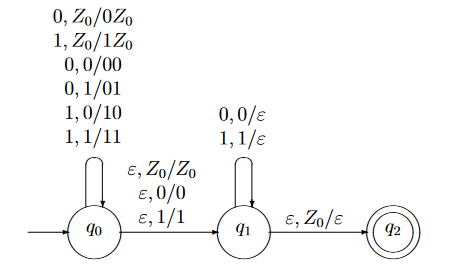 0, Z₀/0Z₀
1, Z₀/1Z₀
0, 0/00
0, 1/01
1, 0/10
1, 1/11
0, 0/ε
1, 1/ε
ε, Z₀/Z₀
ε, 0/0
ε, 1/1
ε, Z₀/ε
q₀
q₁
q₂